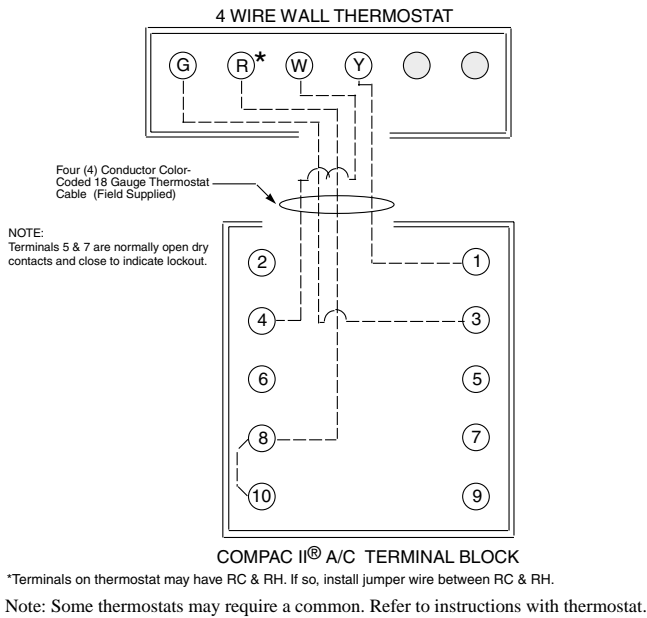 4 WIRE WALL THERMOSTAT
G R* W Y
Four (4) Conductor Color-
Coded 18 Gauge Thermostat
Cable (Field Supplied)
NOTE:
Terminals 5 & 7 are normally open dry
contacts and close to indicate lockout.
2 1
4 3
6 5
8 7
10 9
COMPAC II® A/C TERMINAL BLOCK
*Terminals on thermostat may have RC & RH. If so, install jumper wire between RC & RH.
Note: Some thermostats may require a common. Refer to instructions with thermostat.